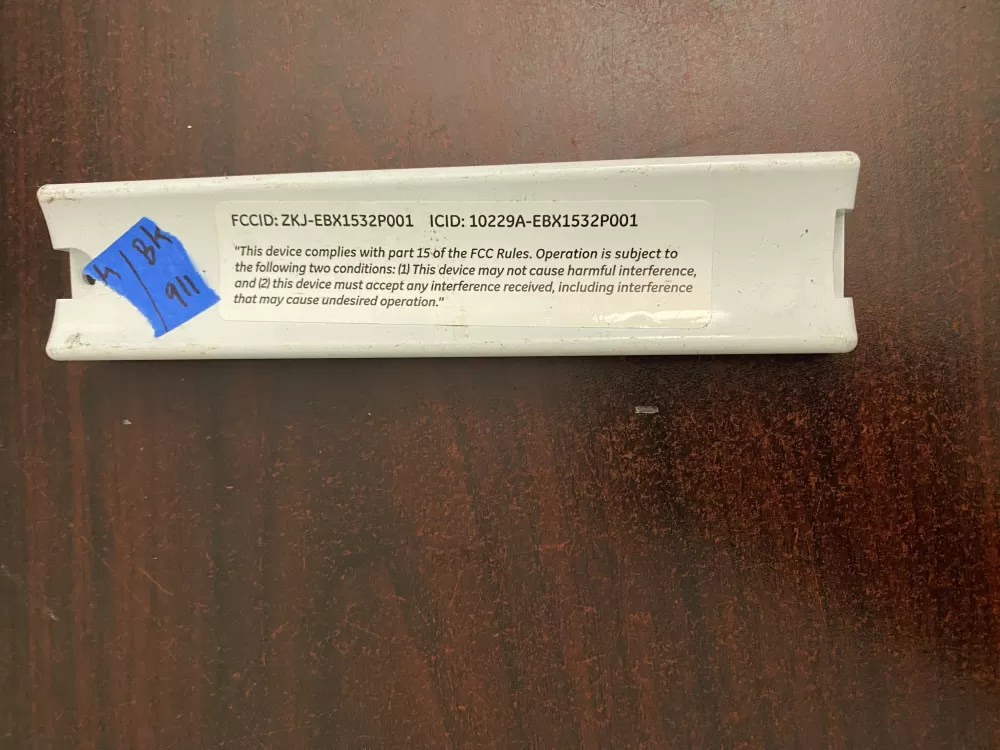 FCCID: ZKJ-EBX1532P001 ICID: 10229A-EBX1532P001
"This device complies with part 15 of the FCC Rules. Operation is subject to
the following two conditions: (1) This device may not cause harmful interference,
and (2) this device must accept any interference received, including interference
that may cause undesired operation."
/ BK
911